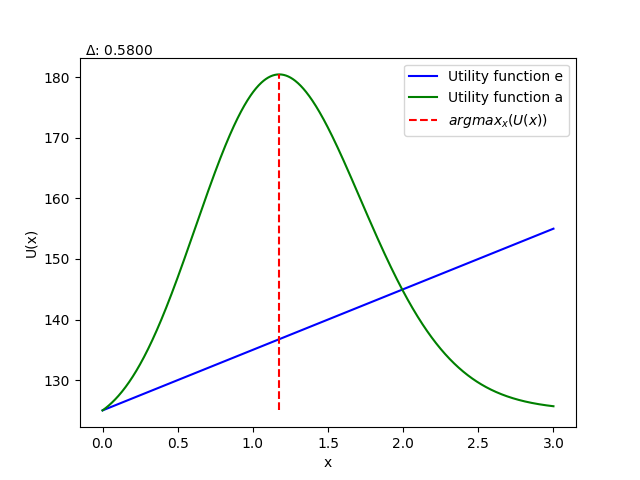 Δ: 0.5800
180
170
160
150
140
130
U(x)
Utility function e
Utility function a
argmaxₓ(U(x))
0.0 0.5 1.0 1.5 2.0 2.5 3.0
x